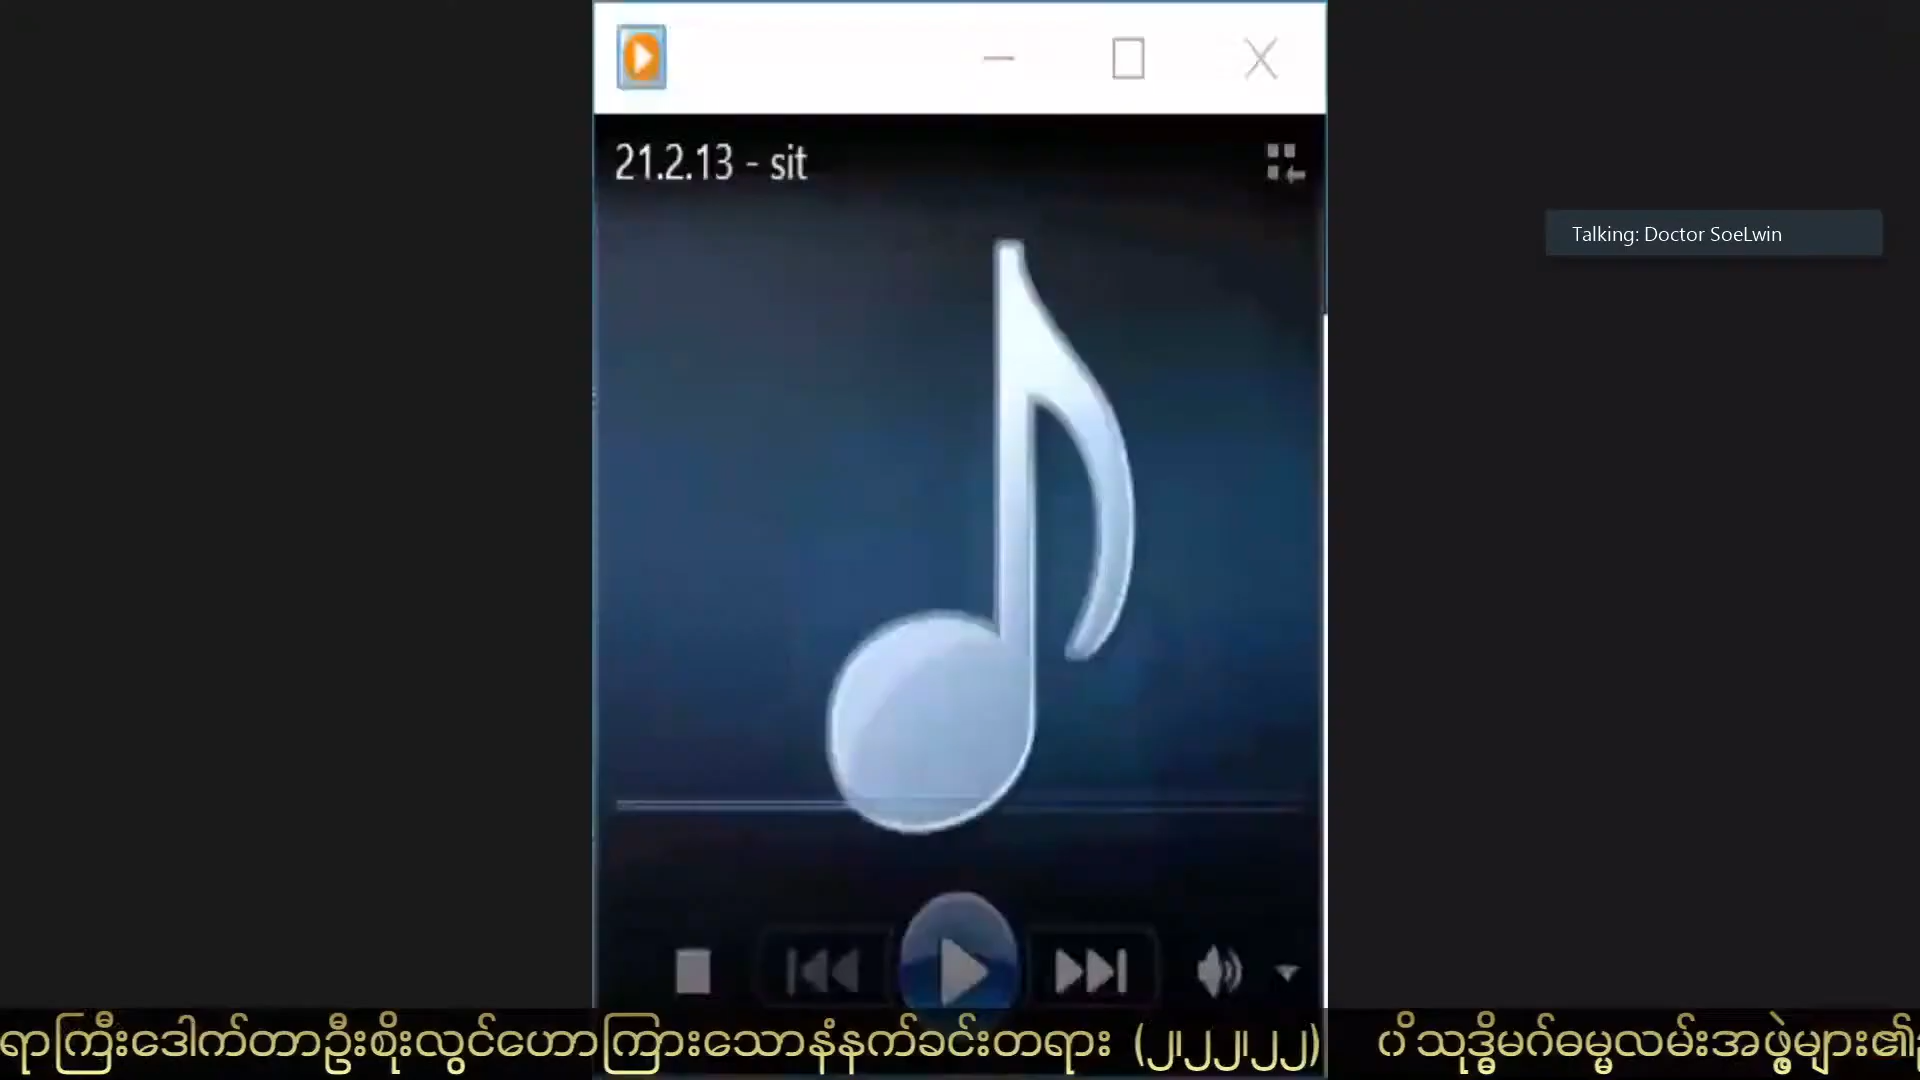 21.2.13 - sit
Talking: Doctor SoeLwin
ရာကြီးဒေါက်တာဦးစိုးလွင်ဟောကြားသောနံနက်ခင်းတရား (၂၊၂၂၊၂၂) ဝိသုဒ္ဓိမဂ်ဓမ္မလမ်းအဖွဲ့များ၏